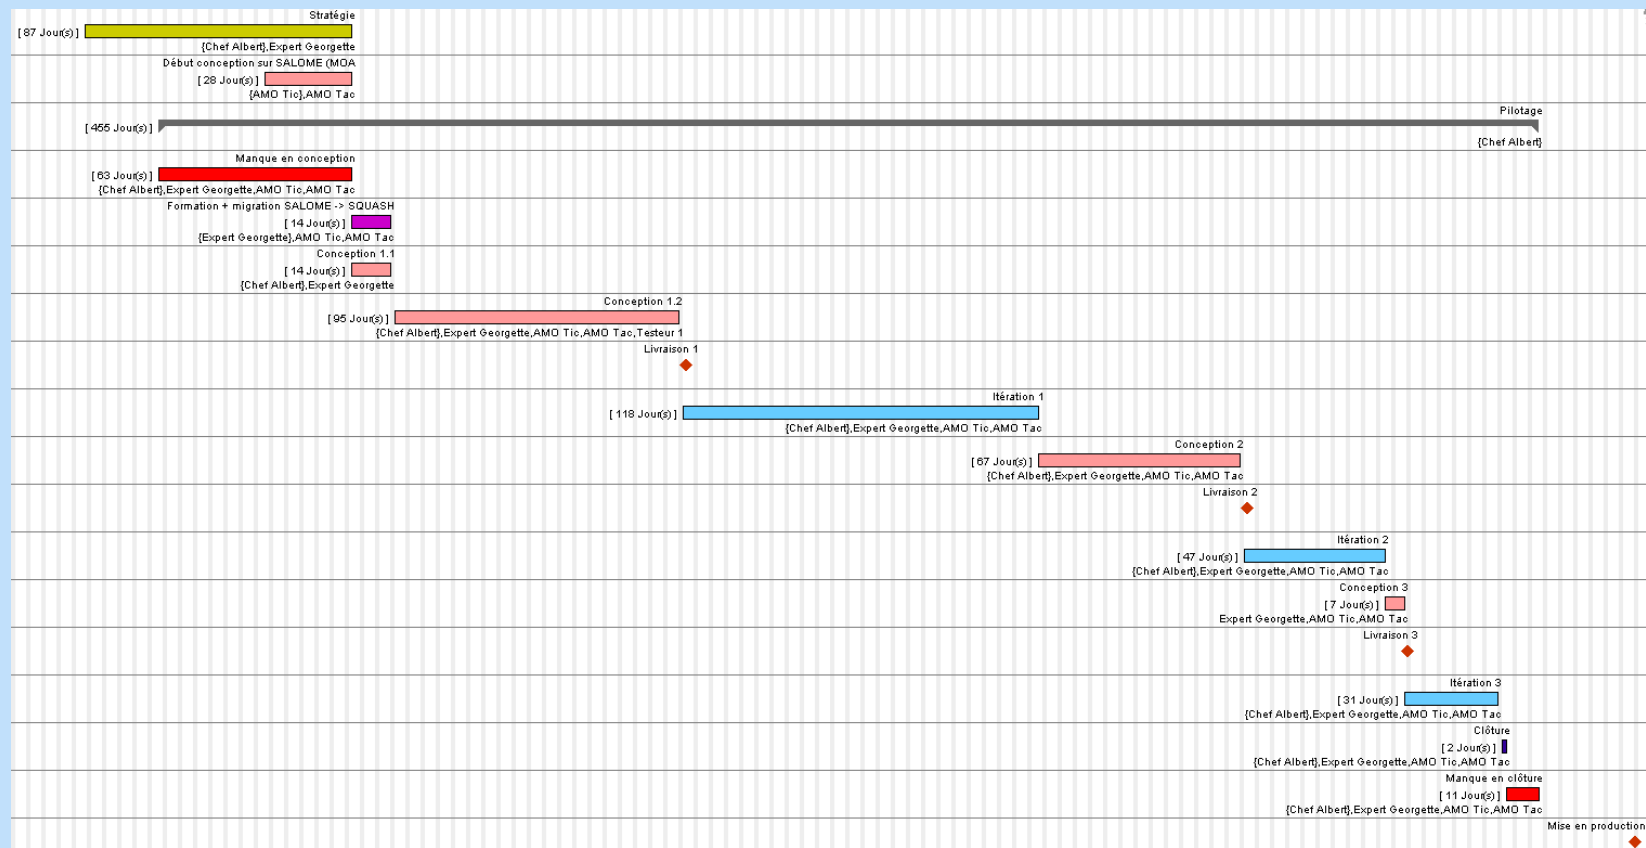 Stratégie
[ 87 Jour(s) ]
{Chef Albert},Expert Georgette
Début conception sur SALOME (MOA
[ 28 Jour(s) ]
{AMO Tic},AMO Tac
Pilotage
[ 455 Jour(s) ]
{Chef Albert}
Manque en conception
[ 63 Jour(s) ]
{Chef Albert},Expert Georgette,AMO Tic,AMO Tac
Formation + migration SALOME -> SQUASH
[ 14 Jour(s) ]
{Expert Georgette},AMO Tic,AMO Tac
Conception 1.1
[ 14 Jour(s) ]
{Chef Albert},Expert Georgette
Conception 1.2
[ 95 Jour(s) ]
{Chef Albert},Expert Georgette,AMO Tic,AMO Tac,Testeur 1
Livraison 1
Itération 1
[ 118 Jour(s) ]
{Chef Albert},Expert Georgette,AMO Tic,AMO Tac
Conception 2
[ 67 Jour(s) ]
{Chef Albert},Expert Georgette,AMO Tic,AMO Tac
Livraison 2
Itération 2
[ 47 Jour(s) ]
{Chef Albert},Expert Georgette,AMO Tic,AMO Tac
Conception 3
[ 7 Jour(s) ]
Expert Georgette,AMO Tic,AMO Tac
Livraison 3
Itération 3
[ 31 Jour(s) ]
{Chef Albert},Expert Georgette,AMO Tic,AMO Tac
Clôture
[ 2 Jour(s) ]
{Chef Albert},Expert Georgette,AMO Tic,AMO Tac
Manque en clôture
[ 11 Jour(s) ]
{Chef Albert},Expert Georgette,AMO Tic,AMO Tac
Mise en production